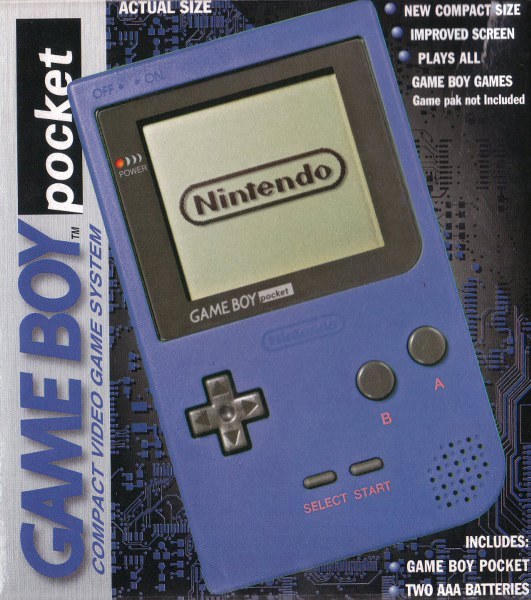 ACTUAL SIZE
NEW COMPACT SIZE
IMPROVED SCREEN
PLAYS ALL
GAME BOY GAMES
Game pak not Included
GAME BOY™
pocket
COMPACT VIDEO GAME SYSTEM
OFF ON
POWER
Nintendo
GAME BOY pocket
Nintendo
A
B
SELECT START
INCLUDES:
GAME BOY POCKET
TWO AAA BATTERIES